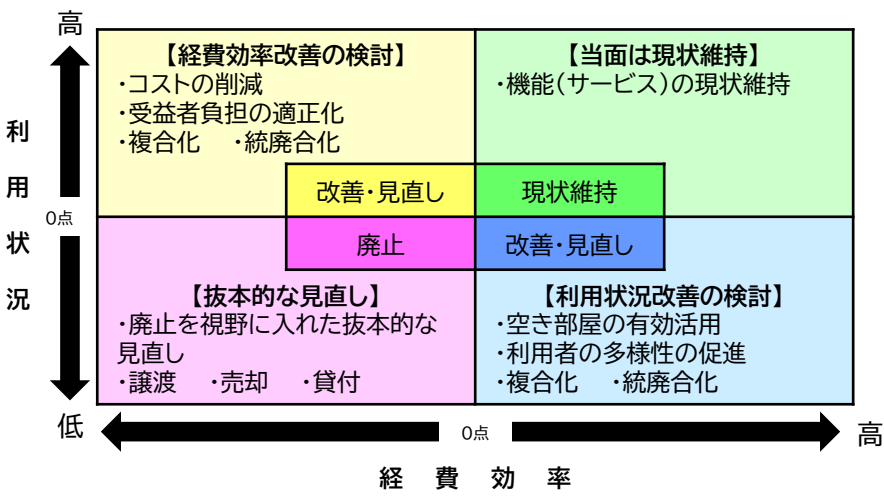 高
利用状況
0点
低
【経費効率改善の検討】
・コストの削減
・受益者負担の適正化
・複合化　・統廃合化
【当面は現状維持】
・機能（サービス）の現状維持
改善・見直し
現状維持
廃止
改善・見直し
【抜本的な見直し】
・廃止を視野に入れた抜本的な
見直し
・譲渡　・売却　・貸付
【利用状況改善の検討】
・空き部屋の有効活用
・利用者の多様性の促進
・複合化　・統廃合化
0点
高
経費効率